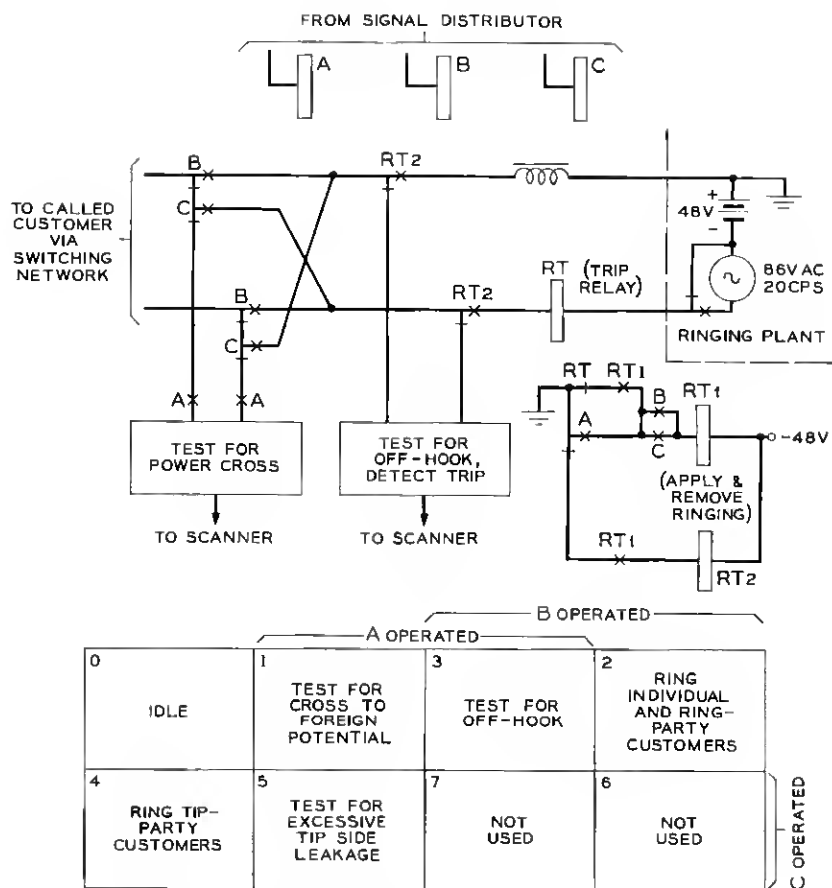 FROM SIGNAL DISTRIBUTOR
A
B
C
B
RT2
C
+
48V
-
TO CALLED
CUSTOMER
VIA
SWITCHING
NETWORK
B
RT2
RT (TRIP
RELAY)
86V AC
20CPS
C
RINGING PLANT
A
A
TEST FOR
POWER CROSS
TEST FOR
OFF-HOOK,
DETECT TRIP
RT RT1
RT1
B
A
C
-48V
(APPLY &
REMOVE
RINGING)
TO SCANNER
TO SCANNER
RT1
RT2
B OPERATED
A OPERATED
0
IDLE
1
TEST FOR
CROSS TO
FOREIGN
POTENTIAL
3
TEST FOR
OFF-HOOK
2
RING
INDIVIDUAL
AND RING-
PARTY
CUSTOMERS
4
RING TIP-
PARTY
CUSTOMERS
5
TEST FOR
EXCESSIVE
TIP SIDE
LEAKAGE
7
NOT
USED
6
NOT
USED
C OPERATED